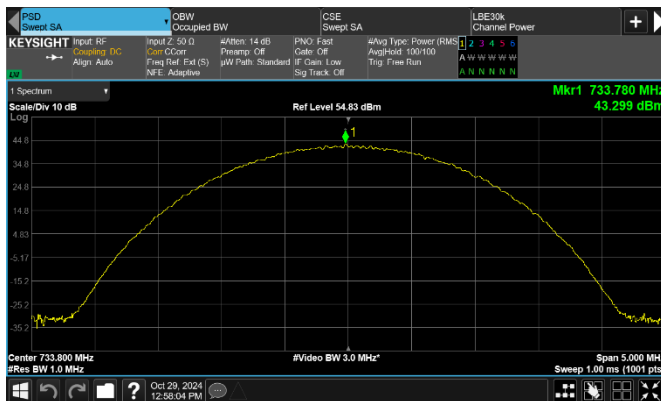 PSD
Swept SA
OBW
Occupied BW
CSE
Swept SA
LBE30k
Channel Power
KEYSIGHT
Input: RF
Coupling: DC
Align: Auto
Input Z: 50 Ω
Corr CCorr
Freq Ref: Ext (S)
NFE: Adaptive
#Atten: 14 dB
Preamp: Off
µW Path: Standard
PNO: Fast
Gate: Off
IF Gain: Low
Sig Track: Off
#Avg Type: Power (RMS
Avg|Hold: 100/100
Trig: Free Run
1 2 3 4 5 6
A W W W W W
A N N N N N
LXI
1 Spectrum
Scale/Div 10 dB
Log
Ref Level 54.83 dBm
Mkr1 733.780 MHz
43.299 dBm
1
44.8
34.8
24.8
14.8
4.83
-5.17
-15.2
-25.2
-35.2
Center 733.800 MHz
#Res BW 1.0 MHz
#Video BW 3.0 MHz*
Span 5.000 MH
Sweep 1.00 ms (1001 pts
?
Oct 29, 2024
12:58:04 PM